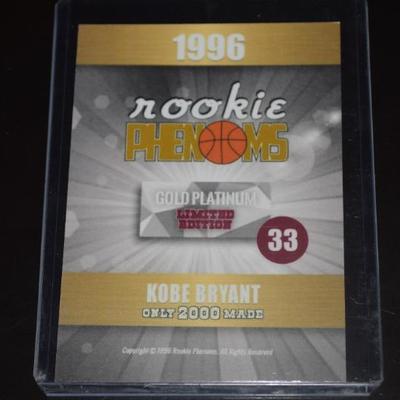 1996
rookie
PHENOMS
GOLD PLATINUM
LIMITED
EDITION
33
KOBE BRYANT
ONLY 2000 MADE
Copyright © 1996 Rookie Phenoms. All Rights Reserved